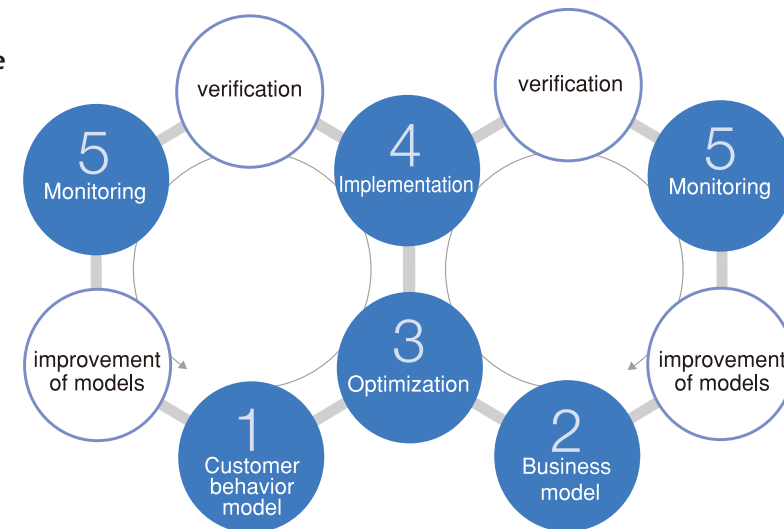 e
verification
verification
5
Monitoring
4
Implementation
5
Monitoring
improvement
of models
3
Optimization
improvement
of models
1
Customer
behavior
model
2
Business
model